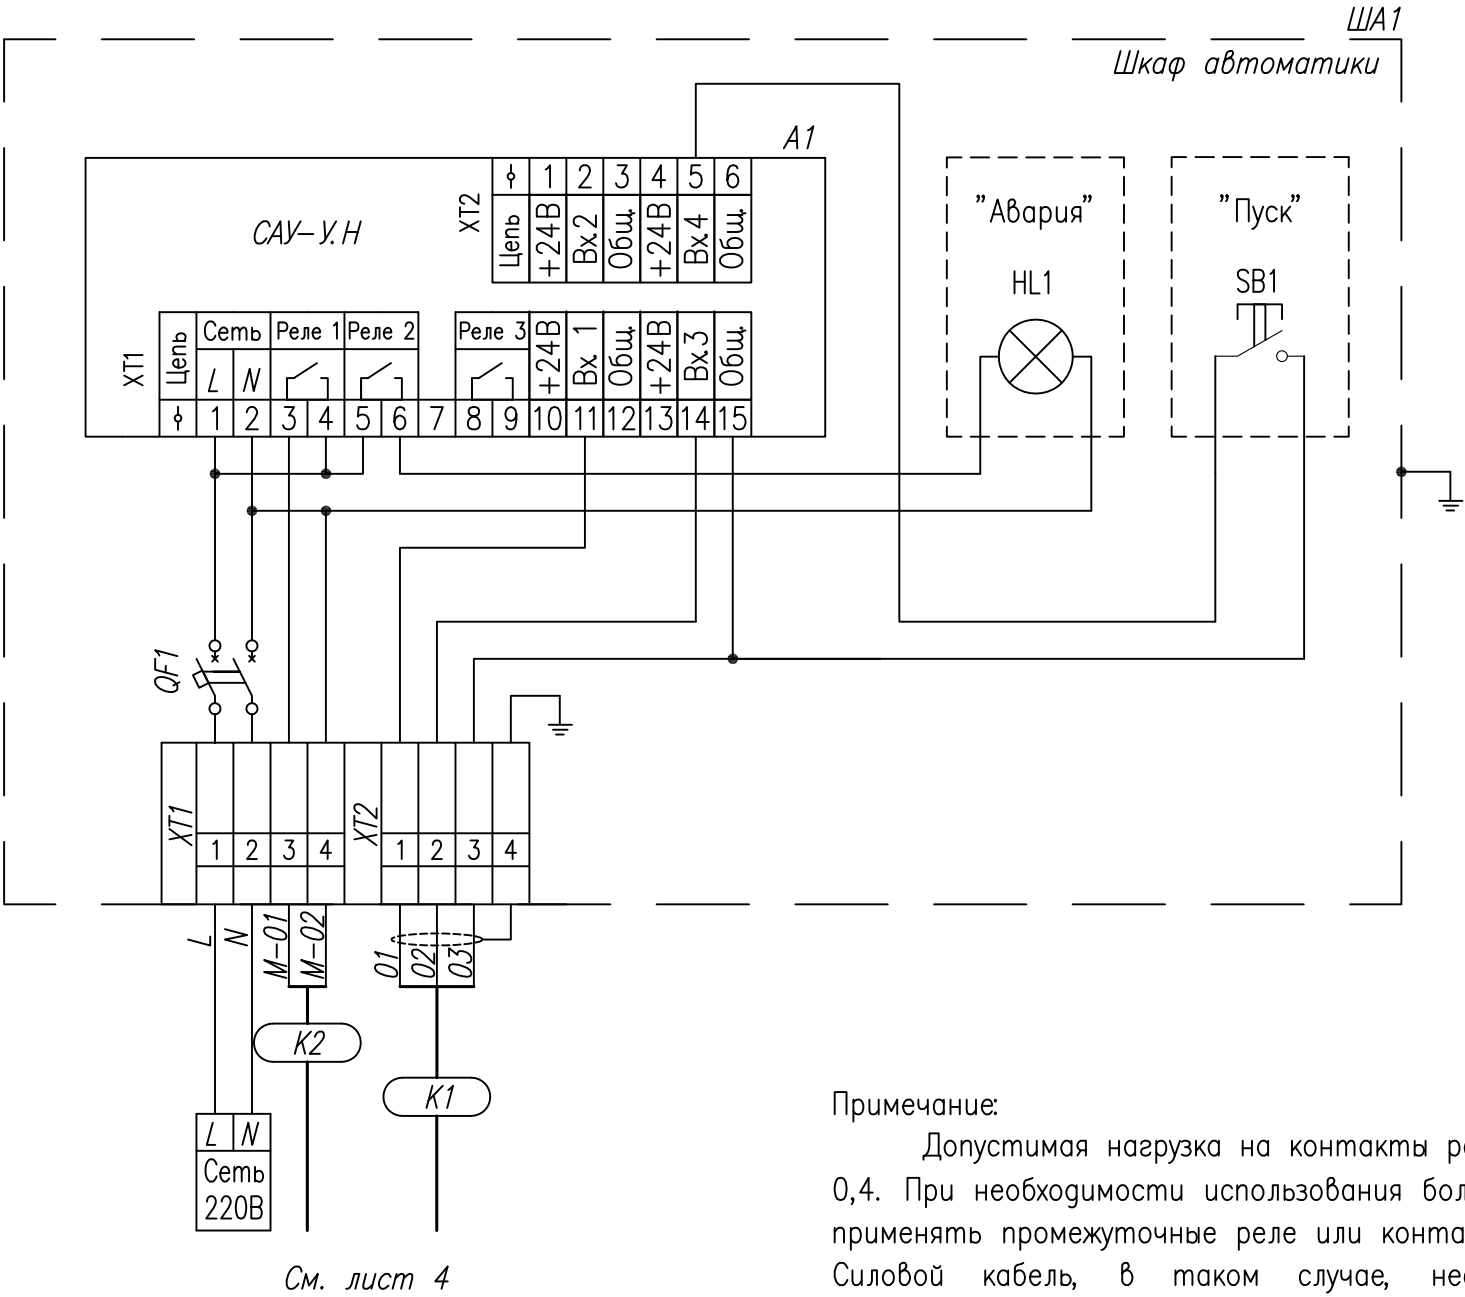 ША1
Шкаф автоматики
А1
САУ-У.Н
ХТ2
1 2 3 4 5 6
Цепь +24В Вх.2 Общ. +24В Вх.4 Общ.
"Авария"
HL1
"Пуск"
SB1
ХТ1
Цепь Сеть Реле 1 Реле 2 Реле 3 +24В Вх. 1 Общ. +24В Вх.3 Общ.
L N
1 2 3 4 5 6 7 8 9 10 11 12 13 14 15
QF1
ХТ1 1 2 3 4 ХТ2 1 2 3 4
L N М-01 М-02 01 02 03
К2
К1
L N
Сеть
220В
См. лист 4
Примечание:
Допустимая нагрузка на контакты
0,4. При необходимости использования
применять промежуточные реле или
Силовой кабель, в таком случае,